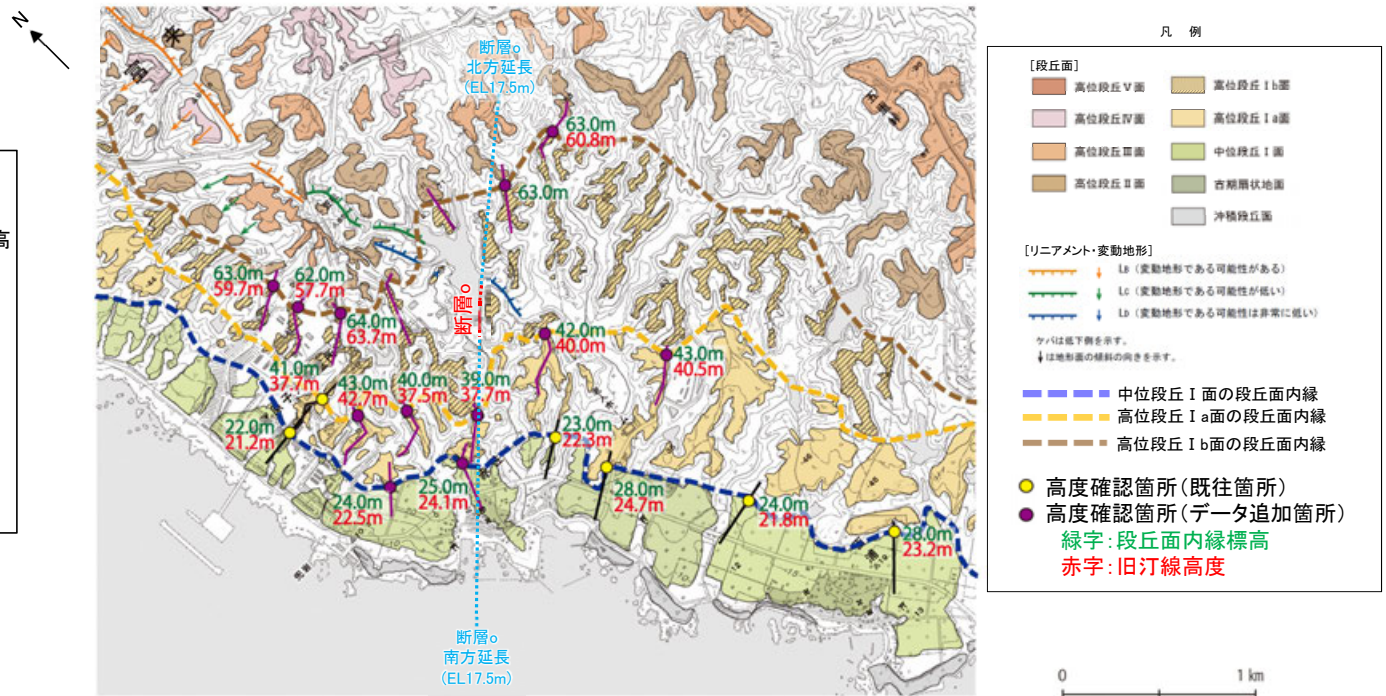 N
高
断層o
北方延長
(EL17.5m)
63.0m
60.8m
63.0m
63.0m
59.7m
62.0m
57.7m
64.0m
63.7m
断層o
42.0m
40.0m
43.0m
40.5m
41.0m
37.7m
43.0m
42.7m
40.0m
37.5m
39.0m
37.7m
22.0m
21.2m
23.0m
22.3m
24.0m
22.5m
25.0m
24.1m
28.0m
24.7m
24.0m
21.8m
28.0m
23.2m
断層o
南方延長
(EL17.5m)
凡 例
[段丘面]
高位段丘Ⅴ面
高位段丘Ⅰb面
高位段丘Ⅳ面
高位段丘Ⅰa面
高位段丘Ⅲ面
中位段丘Ⅰ面
高位段丘Ⅱ面
古期扇状地面
沖積段丘面
[リニアメント・変動地形]
LB (変動地形である可能性がある)
LC (変動地形である可能性が低い)
LD (変動地形である可能性は非常に低い)
ケバは低下側を示す。
は地形面の傾斜の向きを示す。
中位段丘Ⅰ面の段丘面内縁
高位段丘Ⅰa面の段丘面内縁
高位段丘Ⅰb面の段丘面内縁
高度確認箇所(既往箇所)
高度確認箇所(データ追加箇所)
緑字:段丘面内縁標高
赤字:旧汀線高度
0 1 km